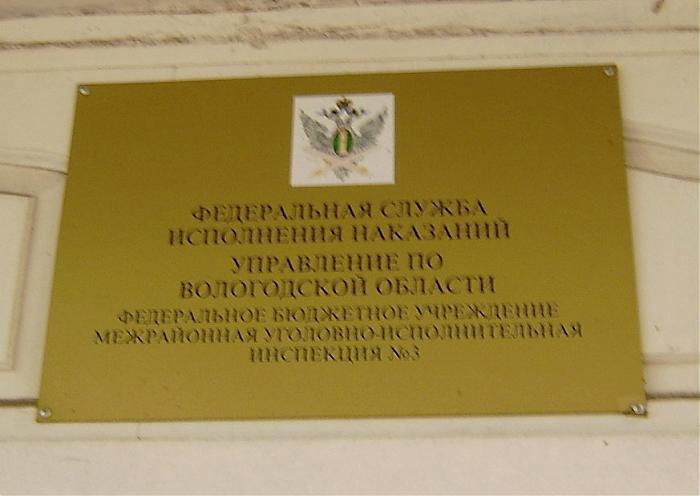 ФЕДЕРАЛЬНАЯ СЛУЖБА
ИСПОЛНЕНИЯ НАКАЗАНИЙ
УПРАВЛЕНИЕ ПО
ВОЛОГОДСКОЙ ОБЛАСТИ
ФЕДЕРАЛЬНОЕ БЮДЖЕТНОЕ УЧРЕЖДЕНИЕ
МЕЖРАЙОННАЯ УГОЛОВНО-ИСПОЛНИТЕЛЬНАЯ
ИНСПЕКЦИЯ №3